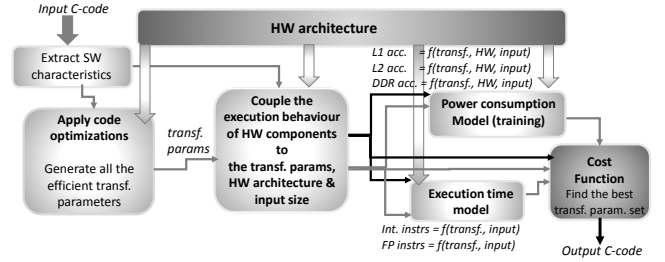 Input C-code
HW architecture
Extract SW
characteristics
L1 acc. = f(transf., HW, input)
L2 acc. = f(transf., HW, input)
DDR acc. = f(transf., HW, input)
Apply code
optimizations
Generate all the
efficient transf.
parameters
transf.
params
Couple the
execution behaviour
of HW components
to
the transf. params,
HW architecture &
input size
Power consumption
Model (training)
Execution time
model
Int. instrs = f(transf., input)
FP instrs = f(transf., input)
Cost
Function
Find the best
transf. param. set
Output C-code